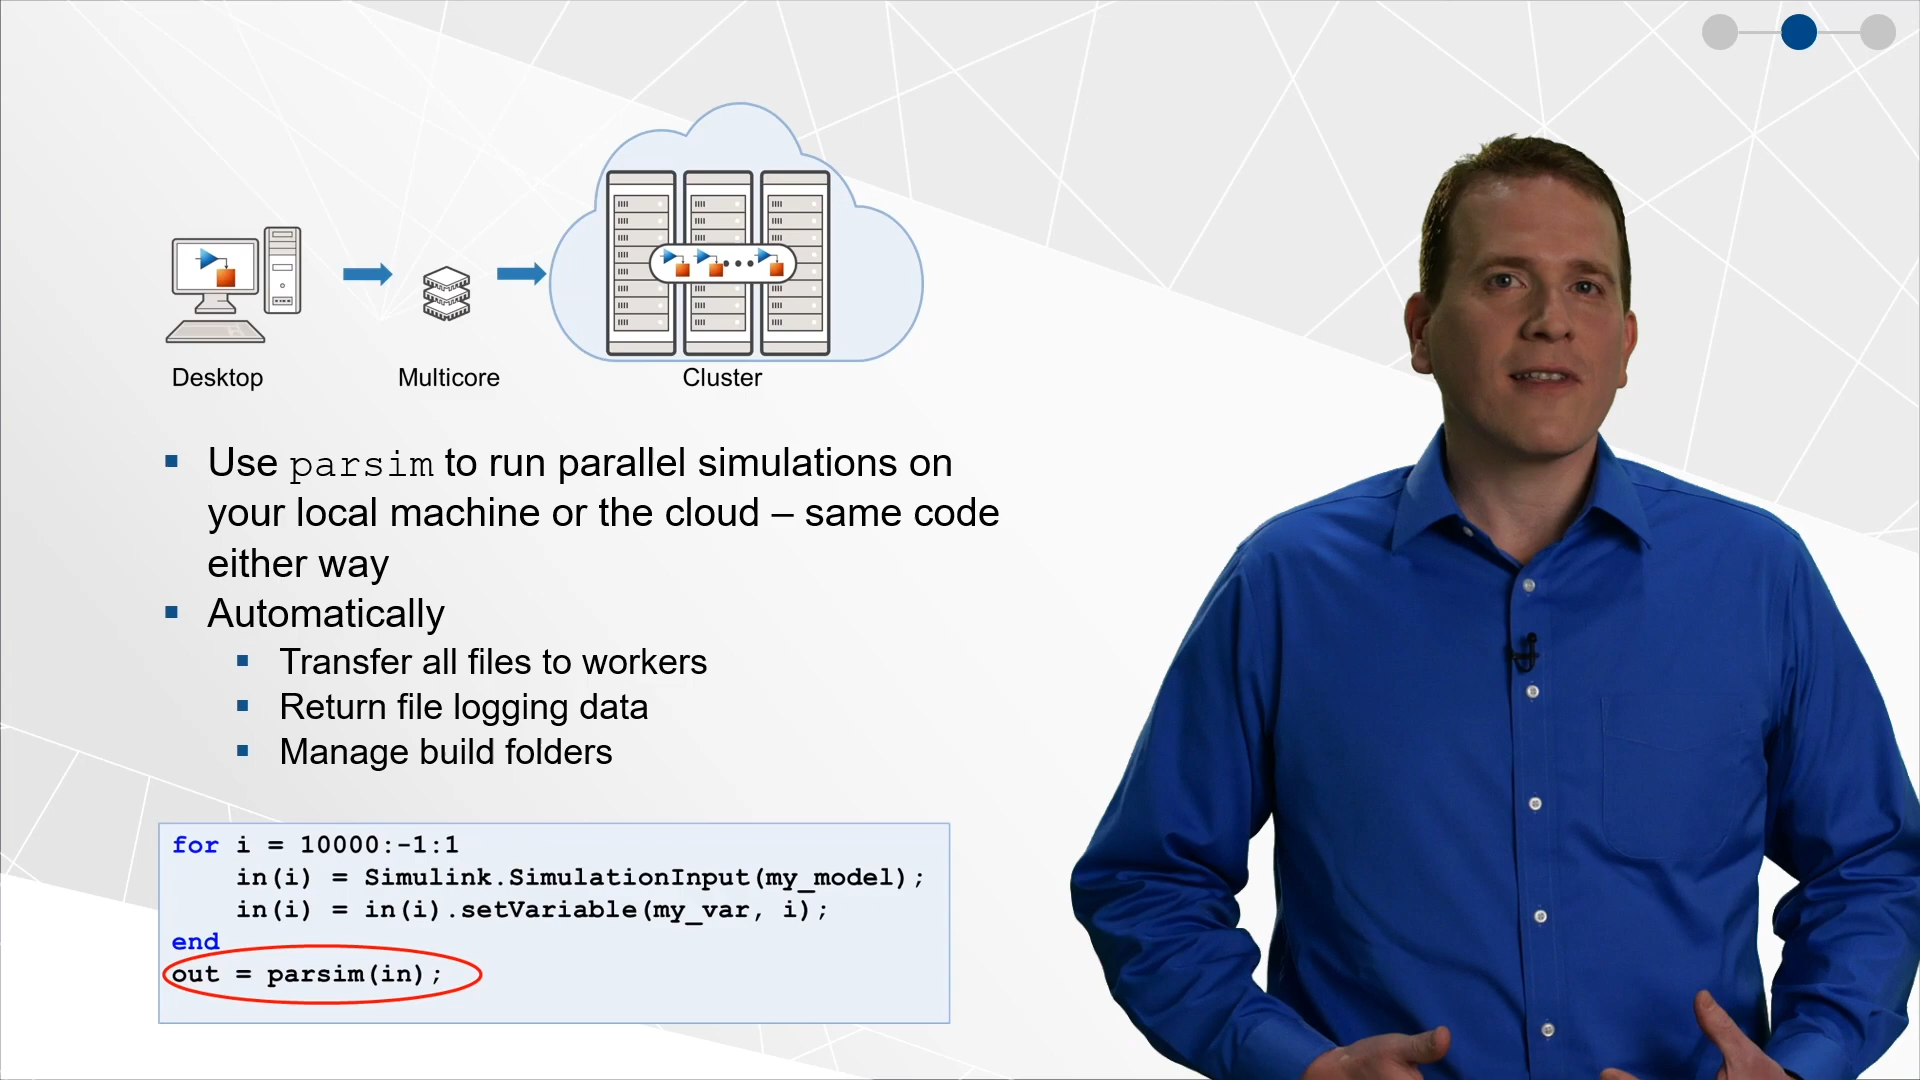 Desktop
Multicore
Cluster
Use parsim to run parallel simulations on
your local machine or the cloud – same code
either way
Automatically
Transfer all files to workers
Return file logging data
Manage build folders
for i = 10000:-1:1
in(i) = Simulink.SimulationInput(my_model);
in(i) = in(i).setVariable(my_var, i);
end
out = parsim(in);